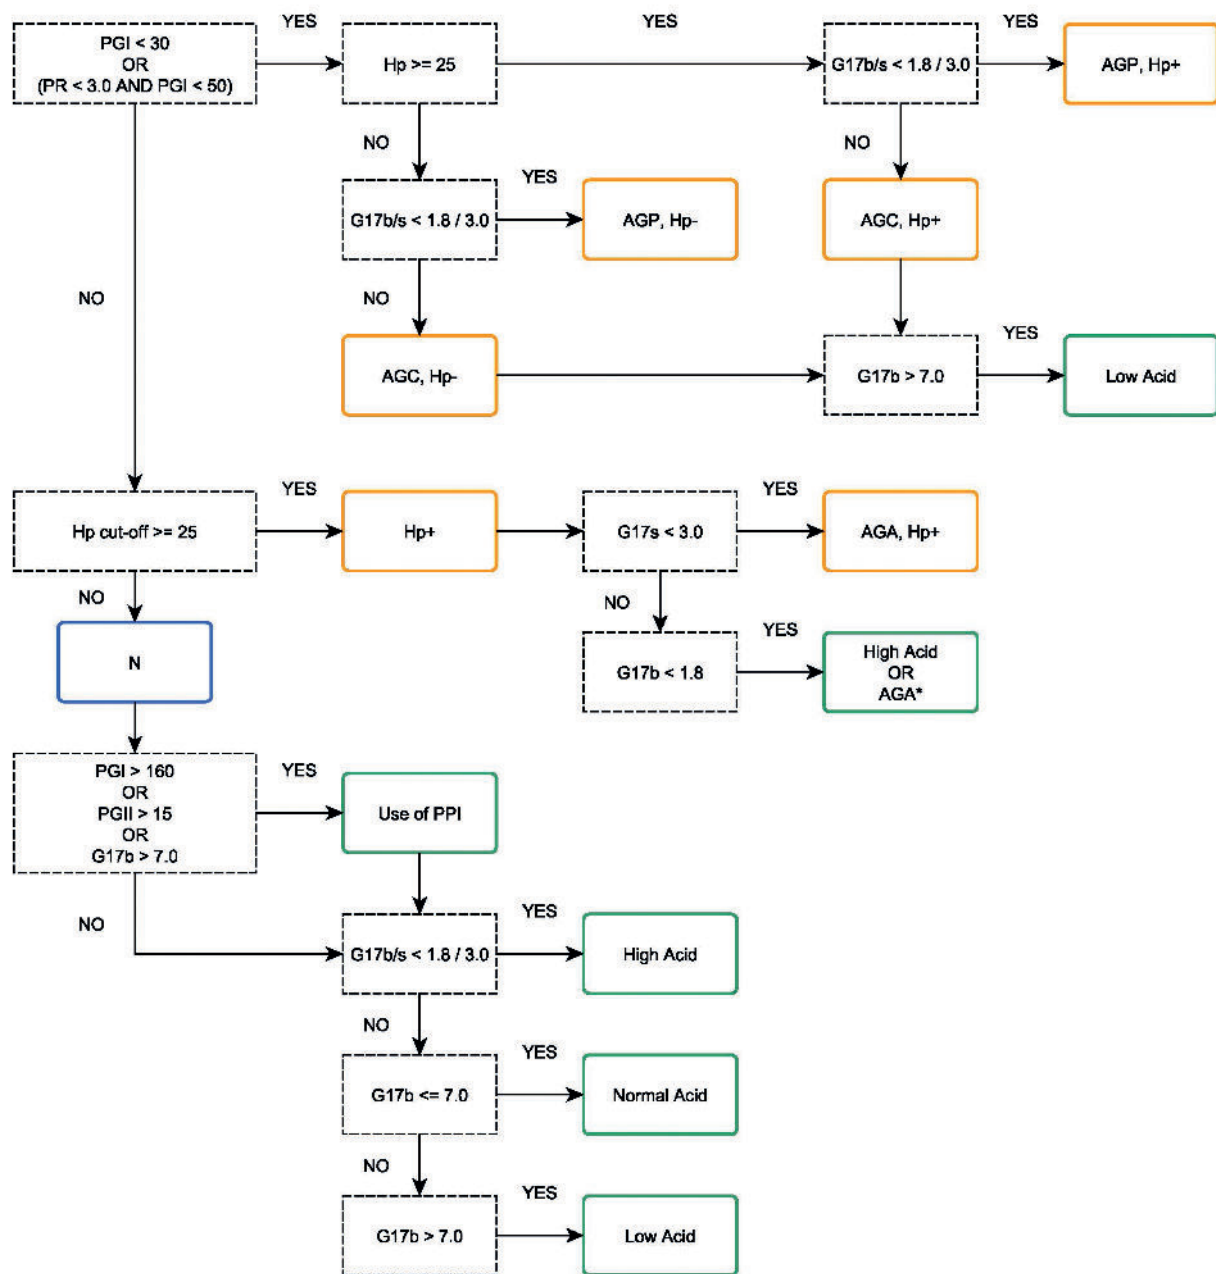 YES
YES
YES
PGI < 30
OR
(PR < 3.0 AND PGI < 50)
Hp >= 25
G17b/s < 1.8 / 3.0
AGP, Hp+
NO
NO
YES
G17b/s < 1.8 / 3.0
AGP, Hp-
AGC, Hp+
NO
NO
YES
AGC, Hp-
G17b > 7.0
Low Acid
YES
YES
Hp cut-off >= 25
Hp+
G17s < 3.0
AGA, Hp+
NO
NO
YES
N
G17b < 1.8
High Acid
OR
AGA*
PGI > 160
OR
PGII > 15
OR
G17b > 7.0
YES
Use of PPI
NO
YES
G17b/s < 1.8 / 3.0
High Acid
NO
YES
G17b <= 7.0
Normal Acid
NO
YES
G17b > 7.0
Low Acid